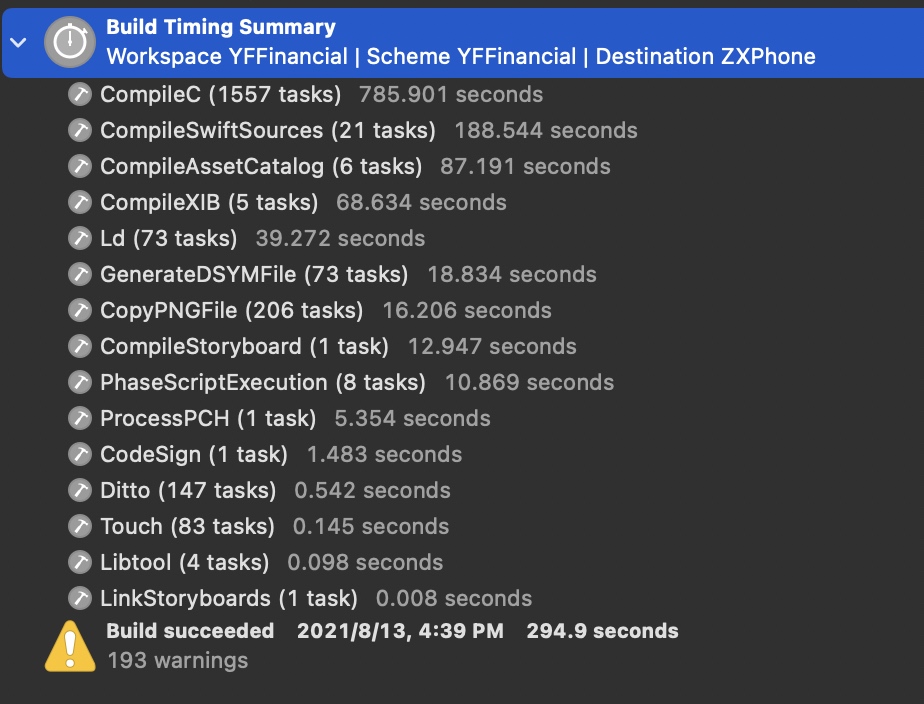 Build Timing Summary
Workspace YFFinancial | Scheme YFFinancial | Destination ZXPhone
CompileC (1557 tasks) 785.901 seconds
CompileSwiftSources (21 tasks) 188.544 seconds
CompileAssetCatalog (6 tasks) 87.191 seconds
CompileXIB (5 tasks) 68.634 seconds
Ld (73 tasks) 39.272 seconds
GenerateDSYMFile (73 tasks) 18.834 seconds
CopyPNGFile (206 tasks) 16.206 seconds
CompileStoryboard (1 task) 12.947 seconds
PhaseScriptExecution (8 tasks) 10.869 seconds
ProcessPCH (1 task) 5.354 seconds
CodeSign (1 task) 1.483 seconds
Ditto (147 tasks) 0.542 seconds
Touch (83 tasks) 0.145 seconds
Libtool (4 tasks) 0.098 seconds
LinkStoryboards (1 task) 0.008 seconds
Build succeeded 2021/8/13, 4:39 PM 294.9 seconds
193 warnings